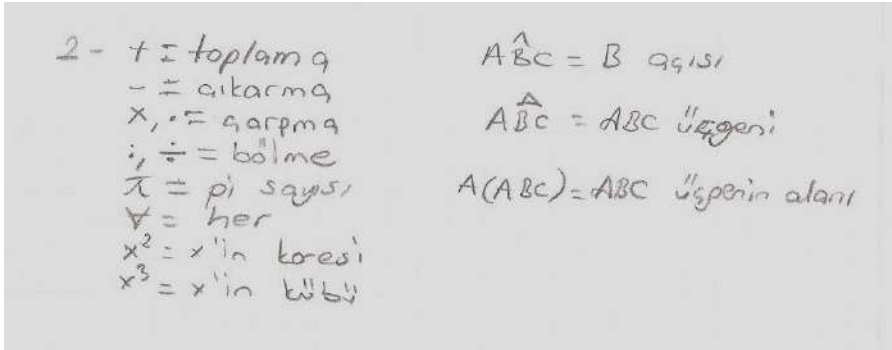 2- + = toplama
- = çıkarma
x, · = çarpma
:, ÷ = bölme
π = pi sayısı
∀ = her
x² = x'in karesi
x³ = x'in kübü
AB̂C = B açısı
AB̂C = ABC üçgeni
A(ABC) = ABC üçgenin alanı